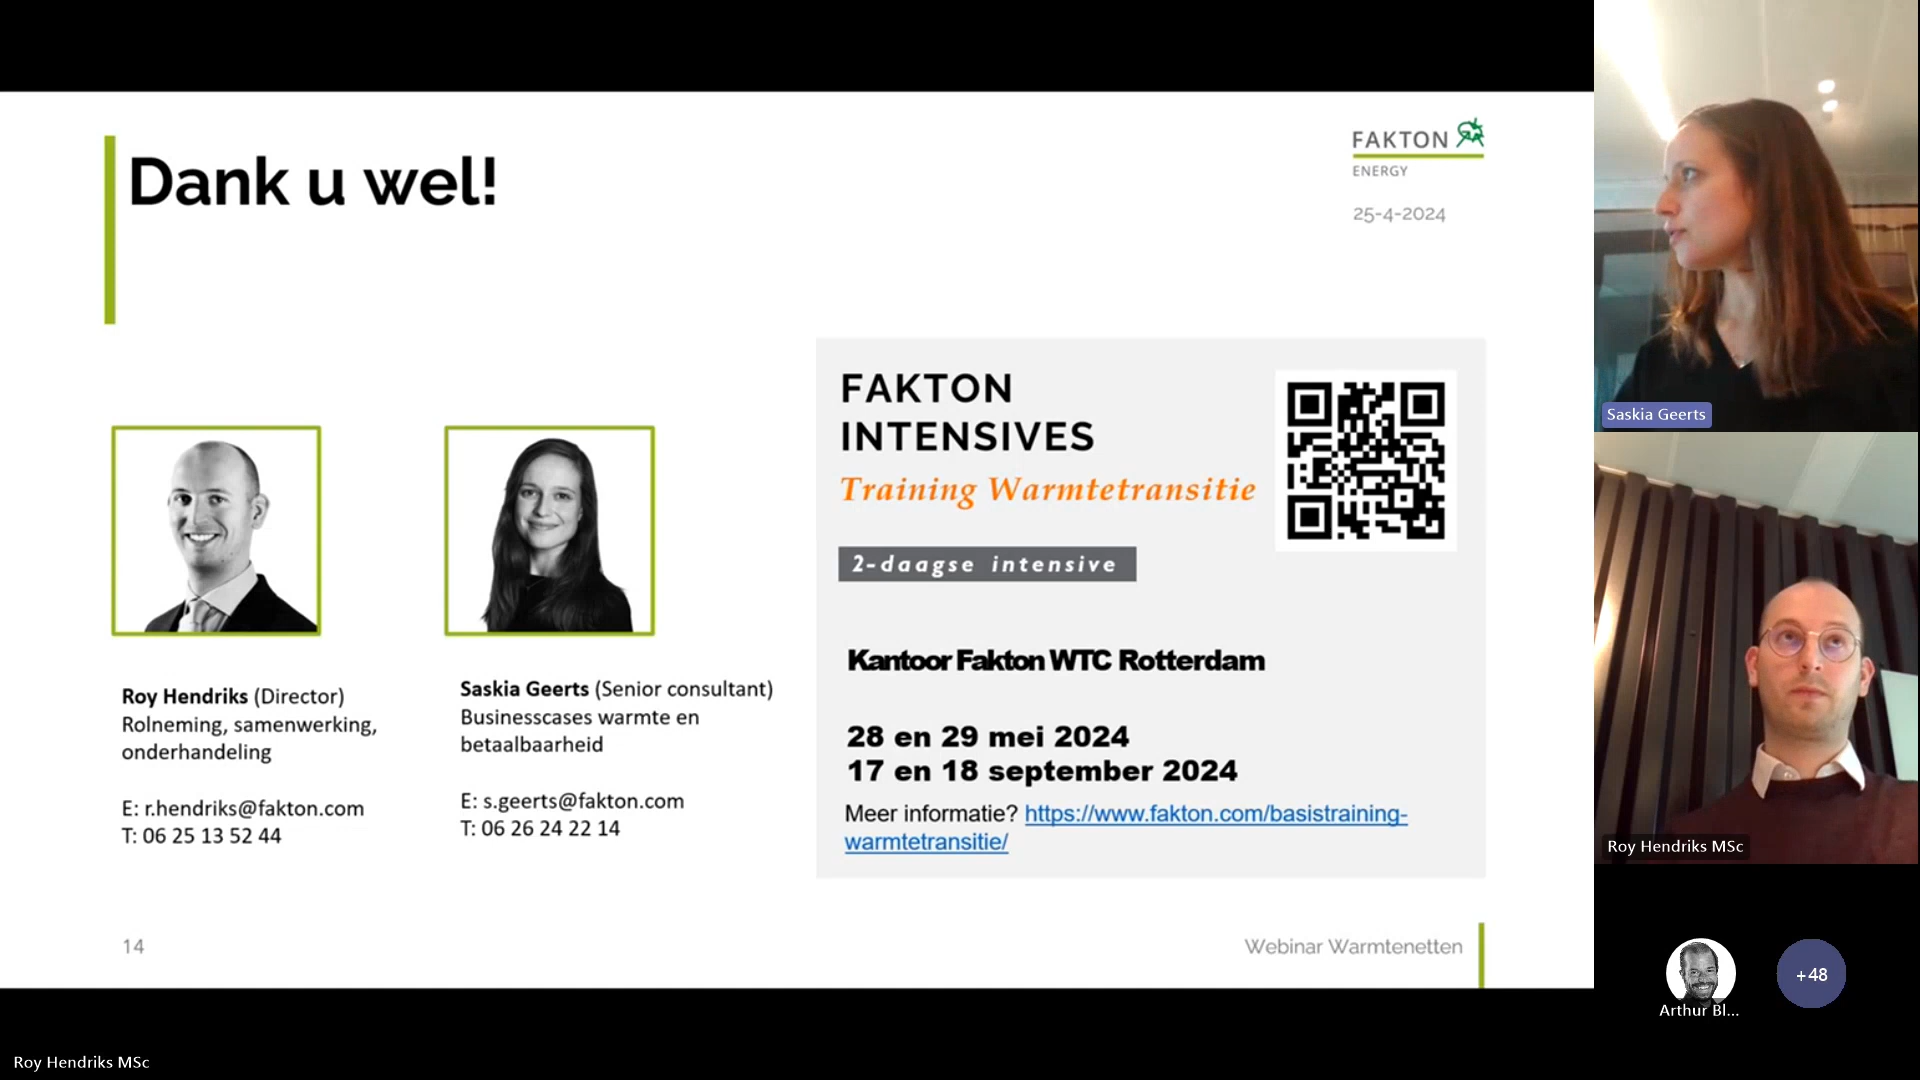 Dank u wel!
FAKTON
ENERGY
25-4-2024
Roy Hendriks (Director)
Rolneming, samenwerking,
onderhandeling
E: r.hendriks@fakton.com
T: 06 25 13 52 44
Saskia Geerts (Senior consultant)
Businesscases warmte en
betaalbaarheid
E: s.geerts@fakton.com
T: 06 26 24 22 14
FAKTON
INTENSIVES
Training Warmtetransitie
2-daagse intensive
Kantoor Fakton WTC Rotterdam
28 en 29 mei 2024
17 en 18 september 2024
Meer informatie? https://www.fakton.com/basistraining-
warmtetransitie/
14
Webinar Warmtenetten
Saskia Geerts
Roy Hendriks MSc
Arthur Bl...
+48
Roy Hendriks MSc